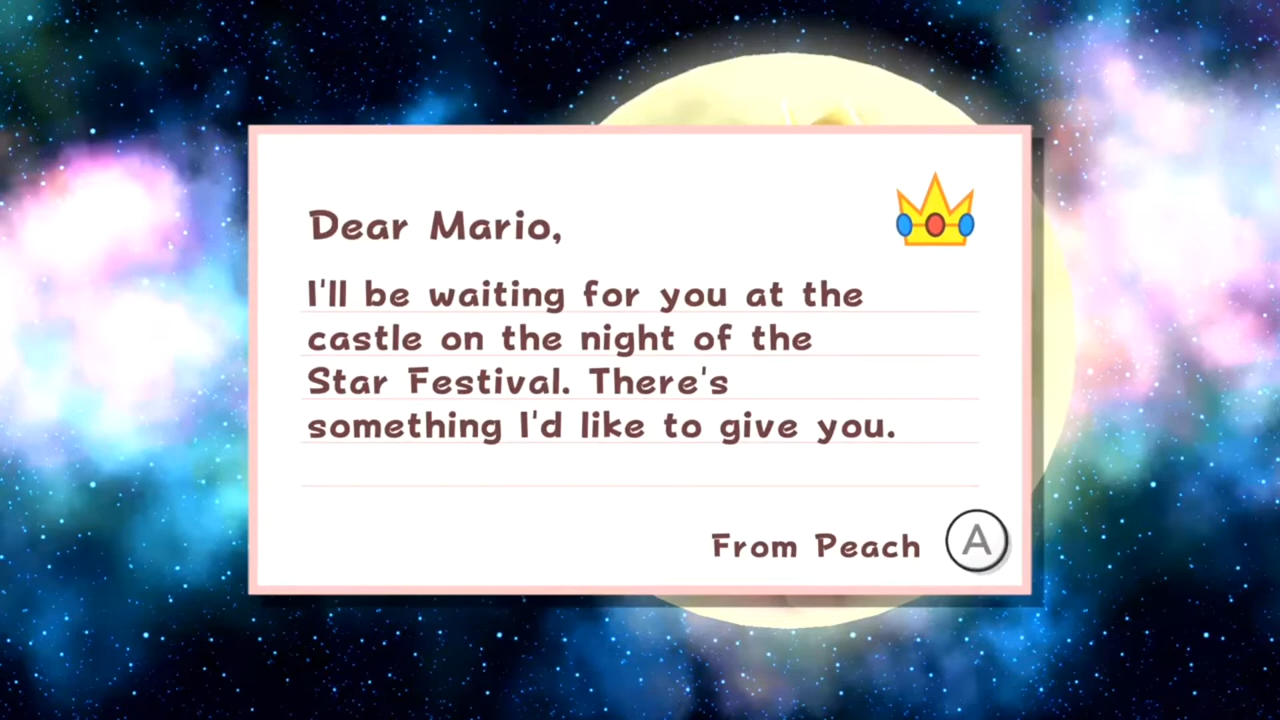 Dear Mario,
I'll be waiting for you at the
castle on the night of the
Star Festival. There's
something I'd like to give you.
From Peach
A